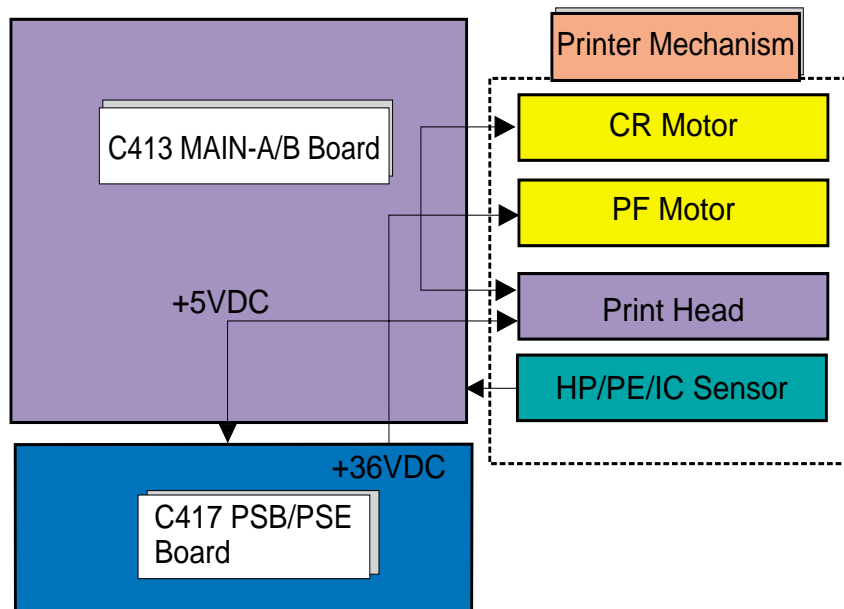 Printer Mechanism
C413 MAIN-A/B Board
CR Motor
PF Motor
+5VDC
Print Head
HP/PE/IC Sensor
+36VDC
C417 PSB/PSE
Board